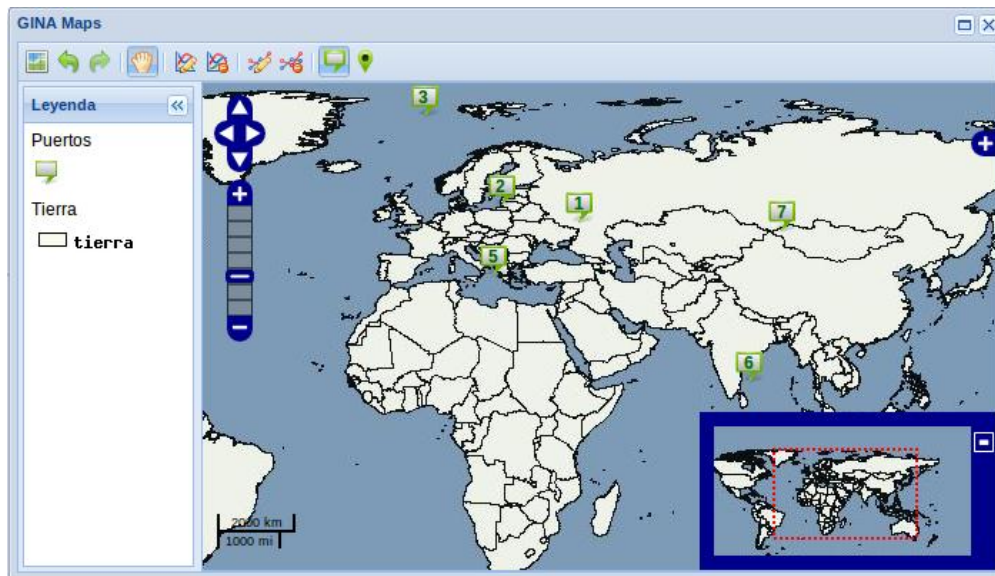 GINA Maps
Leyenda
Puertos
Tierra
tierra
3
2
1
7
5
6
2000 km
1000 mi